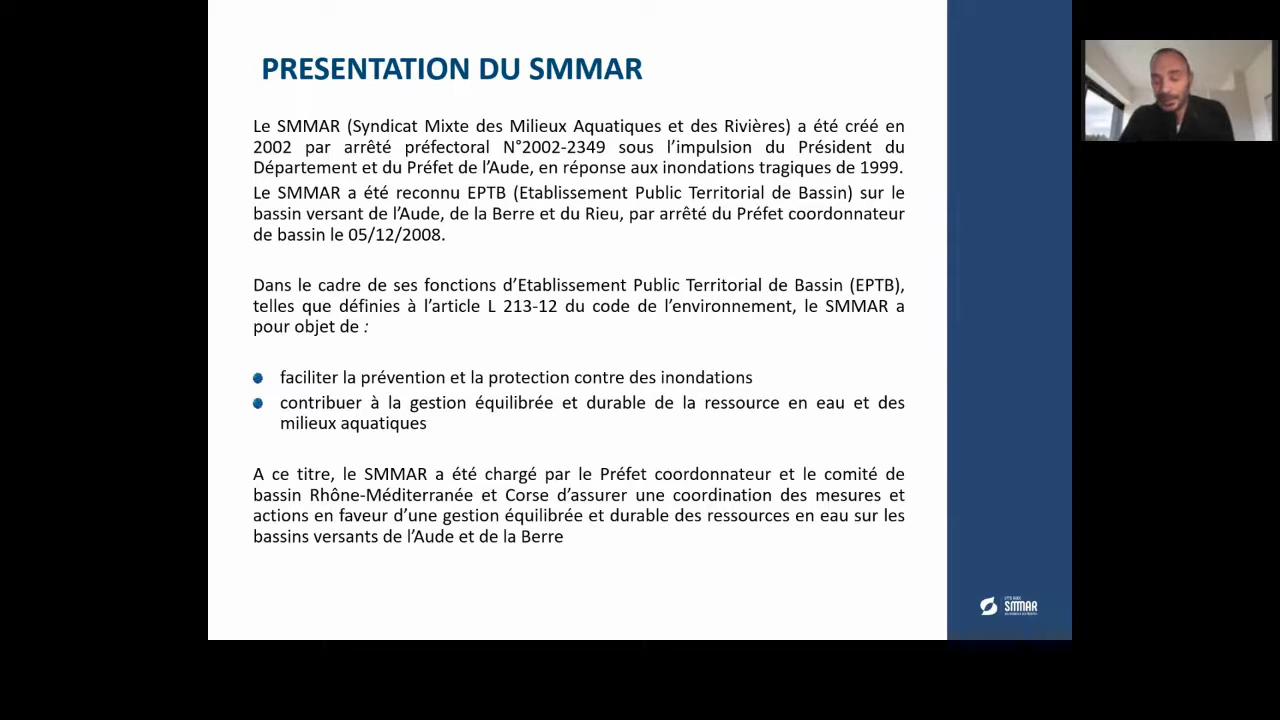 PRESENTATION DU SMMAR
Le SMMAR (Syndicat Mixte des Milieux Aquatiques et des Rivières) a été créé en
2002 par arrêté préfectoral N°2002-2349 sous l’impulsion du Président du
Département et du Préfet de l’Aude, en réponse aux inondations tragiques de 1999.
Le SMMAR a été reconnu EPTB (Etablissement Public Territorial de Bassin) sur le
bassin versant de l’Aude, de la Berre et du Rieu, par arrêté du Préfet coordonnateur
de bassin le 05/12/2008.
Dans le cadre de ses fonctions d’Etablissement Public Territorial de Bassin (EPTB),
telles que définies à l’article L 213-12 du code de l’environnement, le SMMAR a
pour objet de :
faciliter la prévention et la protection contre des inondations
contribuer à la gestion équilibrée et durable de la ressource en eau et des
milieux aquatiques
A ce titre, le SMMAR a été chargé par le Préfet coordonnateur et le comité de
bassin Rhône-Méditerranée et Corse d’assurer une coordination des mesures et
actions en faveur d’une gestion équilibrée et durable des ressources en eau sur les
bassins versants de l’Aude et de la Berre
SMMAR